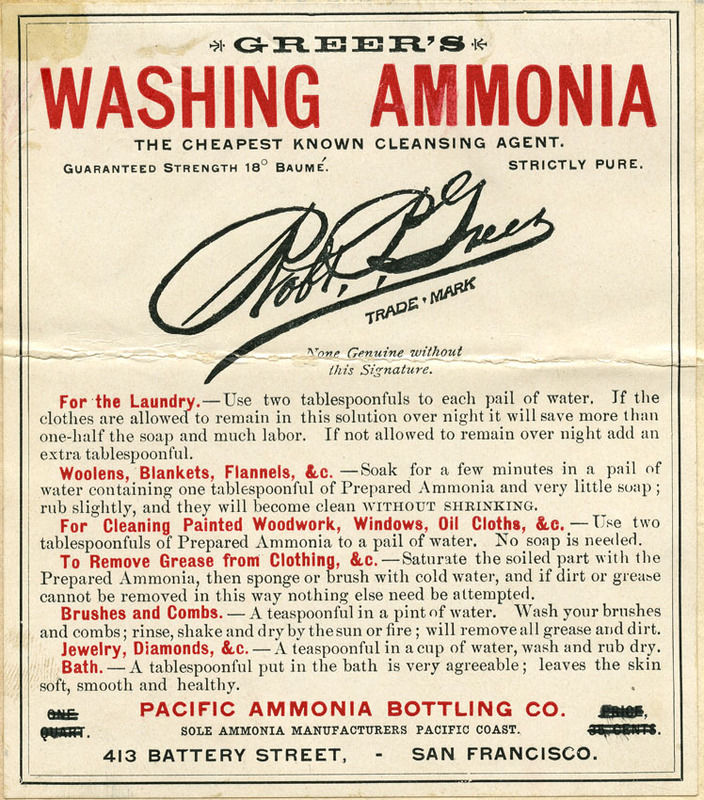 GREER'S
WASHING AMMONIA
THE CHEAPEST KNOWN CLEANSING AGENT.
GUARANTEED STRENGTH 18° BAUMÉ. STRICTLY PURE.
Robt. P. Greer
TRADE · MARK
None Genuine without
this Signature.
For the Laundry.—Use two tablespoonfuls to each pail of water. If the
clothes are allowed to remain in this solution over night it will save more than
one-half the soap and much labor. If not allowed to remain over night add an
extra tablespoonful.
Woolens, Blankets, Flannels, &c. —Soak for a few minutes in a pail of
water containing one tablespoonful of Prepared Ammonia and very little soap;
rub slightly, and they will become clean WITHOUT SHRINKING.
For Cleaning Painted Woodwork, Windows, Oil Cloths, &c. — Use two
tablespoonfuls of Prepared Ammonia to a pail of water. No soap is needed.
To Remove Grease from Clothing, &c.—Saturate the soiled part with the
Prepared Ammonia, then sponge or brush with cold water, and if dirt or grease
cannot be removed in this way nothing else need be attempted.
Brushes and Combs. — A teaspoonful in a pint of water. Wash your brushes
and combs; rinse, shake and dry by the sun or fire; will remove all grease and dirt.
Jewelry, Diamonds, &c. — A teaspoonful in a cup of water, wash and rub dry.
Bath. — A tablespoonful put in the bath is very agreeable; leaves the skin
soft, smooth and healthy.
ONE PACIFIC AMMONIA BOTTLING CO. PRICE,
QUART. SOLE AMMONIA MANUFACTURERS PACIFIC COAST. 35 CENTS.
413 BATTERY STREET, - SAN FRANCISCO.